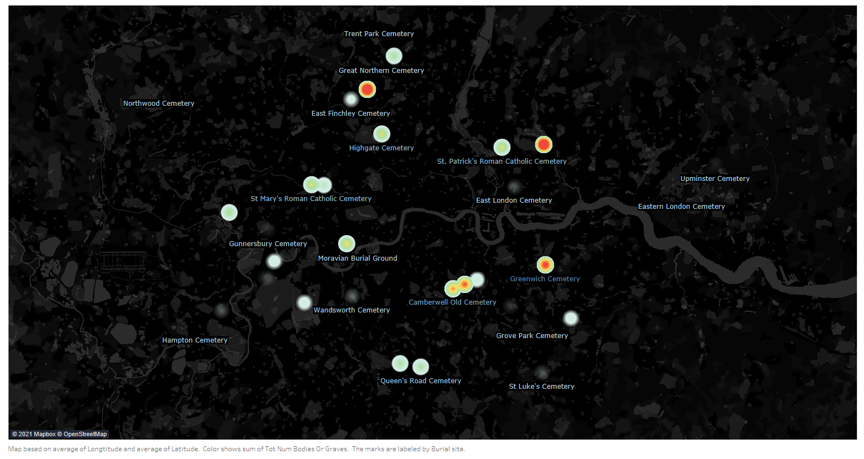 Trent Park Cemetery
Great Northern Cemetery
Northwood Cemetery
East Finchley Cemetery
Highgate Cemetery
St. Patrick's Roman Catholic Cemetery
Upminster Cemetery
St Mary's Roman Catholic Cemetery
East London Cemetery
Eastern London Cemetery
Gunnersbury Cemetery
Moravian Burial Ground
Greenwich Cemetery
Camberwell Old Cemetery
Wandsworth Cemetery
Grove Park Cemetery
Hampton Cemetery
Queen's Road Cemetery
St Luke's Cemetery
© 2021 Mapbox © OpenStreetMap
Map based on average of Longtitude and average of Latitude. Color shows sum of Tot Num Bodies Or Graves. The marks are labeled by Burial site.